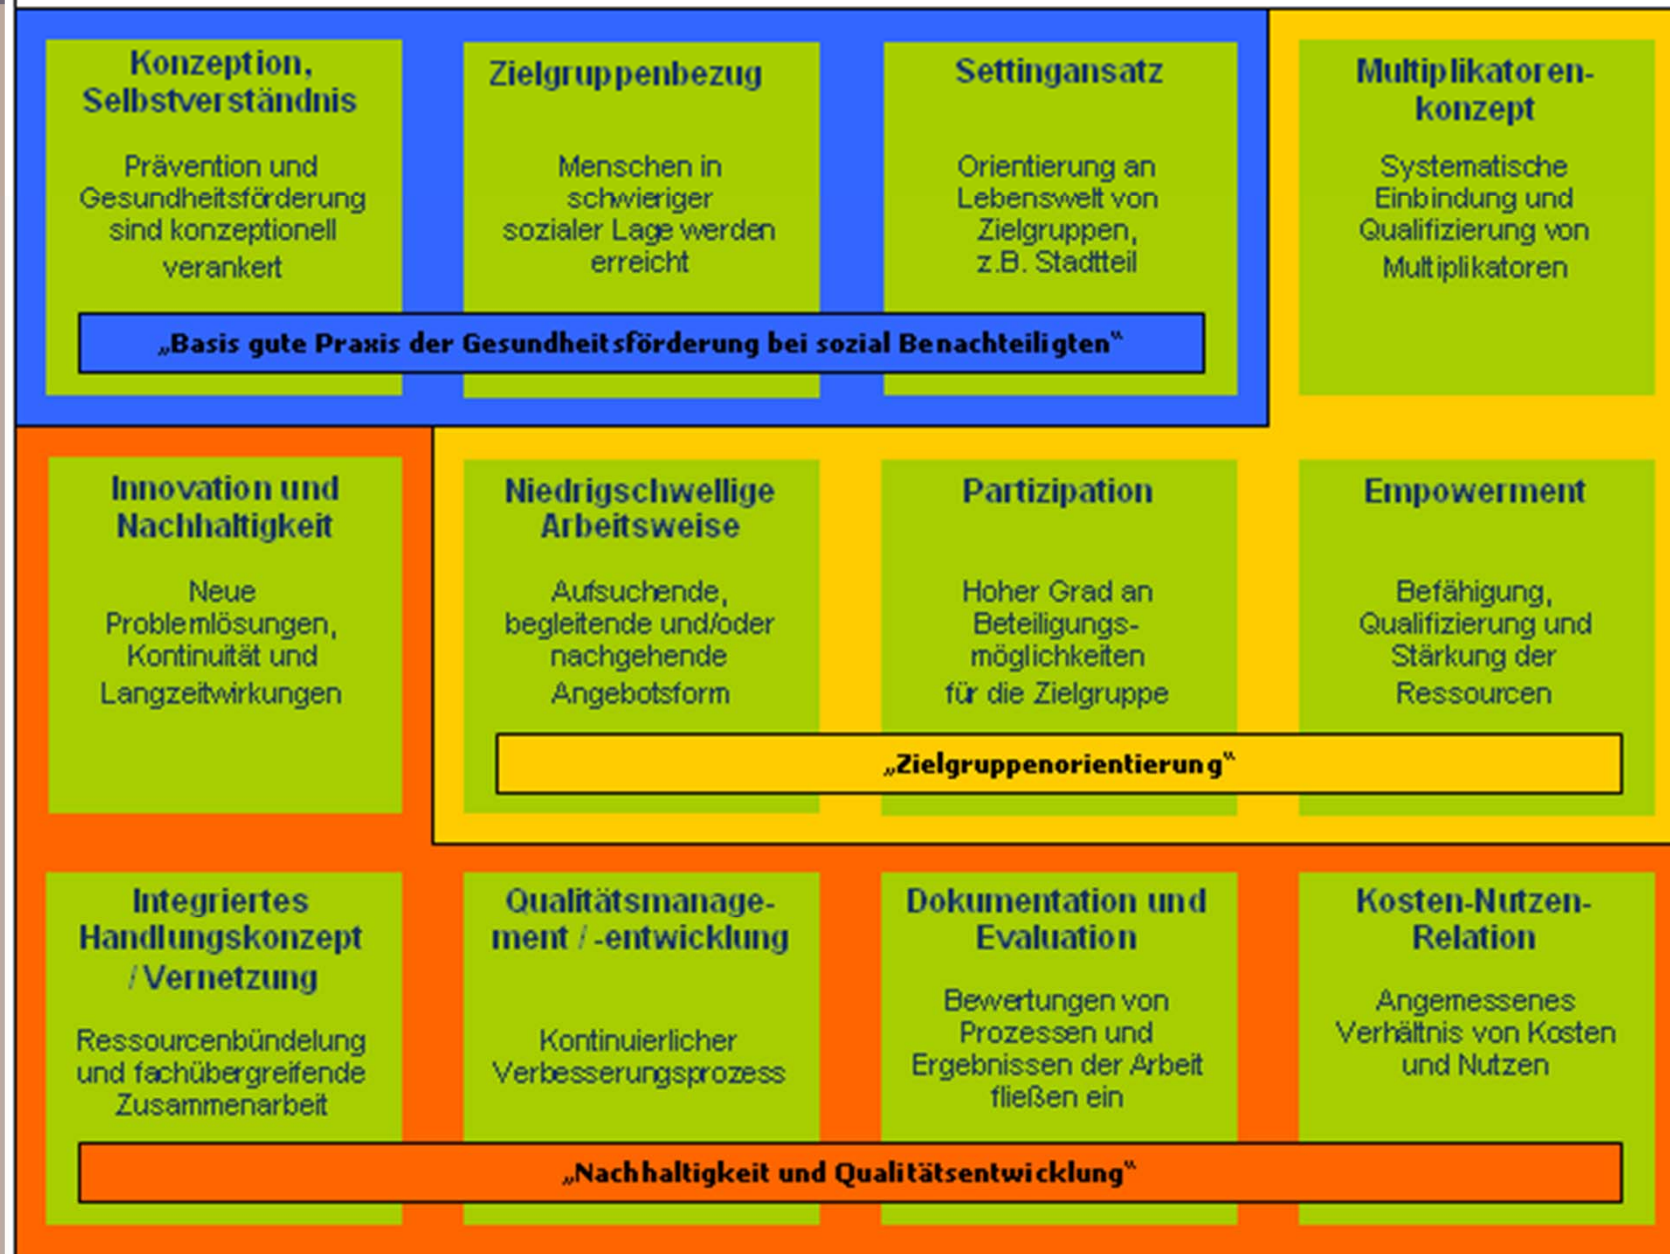 Konzeption,
Selbstverständnis
Prävention und
Gesundheitsförderung
sind konzeptionell
verankert
Zielgruppenbezug
Menschen in
schwieriger
sozialer Lage werden
erreicht
Settingansatz
Orientierung an
Lebenswelt von
Zielgruppen,
z.B. Stadtteil
„Basis gute Praxis der Gesundheitsförderung bei sozial Benachteiligten“
Multiplikatoren-
konzept
Systematische
Einbindung und
Qualifizierung von
Multiplikatoren
Innovation und
Nachhaltigkeit
Neue
Problemlösungen,
Kontinuität und
Langzeitwirkungen
Niedrigschwellige
Arbeitsweise
Aufsuchende,
begleitende und/oder
nachgehende
Angebotsform
Partizipation
Hoher Grad an
Beteiligungs-
möglichkeiten
für die Zielgruppe
Empowerment
Befähigung,
Qualifizierung und
Stärkung der
Ressourcen
„Zielgruppenorientierung“
Integriertes
Handlungskonzept
/ Vernetzung
Ressourcenbündelung
und fachübergreifende
Zusammenarbeit
Qualitätsmanage-
ment / -entwicklung
Kontinuierlicher
Verbesserungsprozess
Dokumentation und
Evaluation
Bewertungen von
Prozessen und
Ergebnissen der Arbeit
fließen ein
Kosten-Nutzen-
Relation
Angemessenes
Verhältnis von Kosten
und Nutzen
„Nachhaltigkeit und Qualitätsentwicklung“